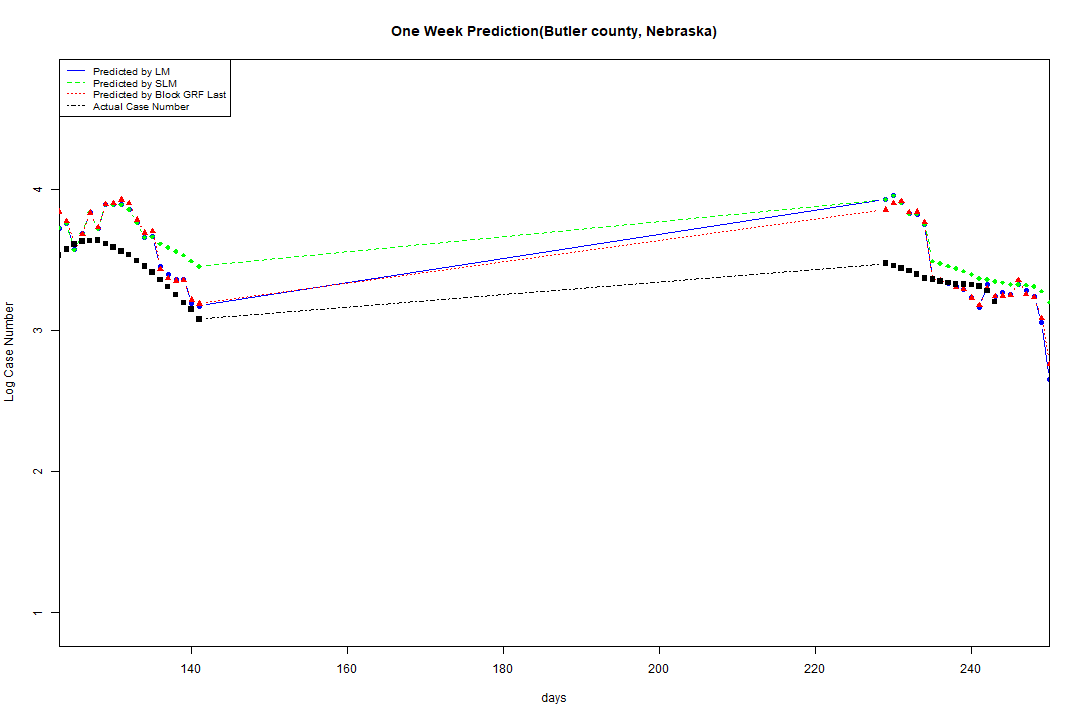 One Week Prediction(Butler county, Nebraska)
Predicted by LM
Predicted by SLM
Predicted by Block GRF Last
Actual Case Number
4
3
2
1
Log Case Number
140 160 180 200 220 240
days